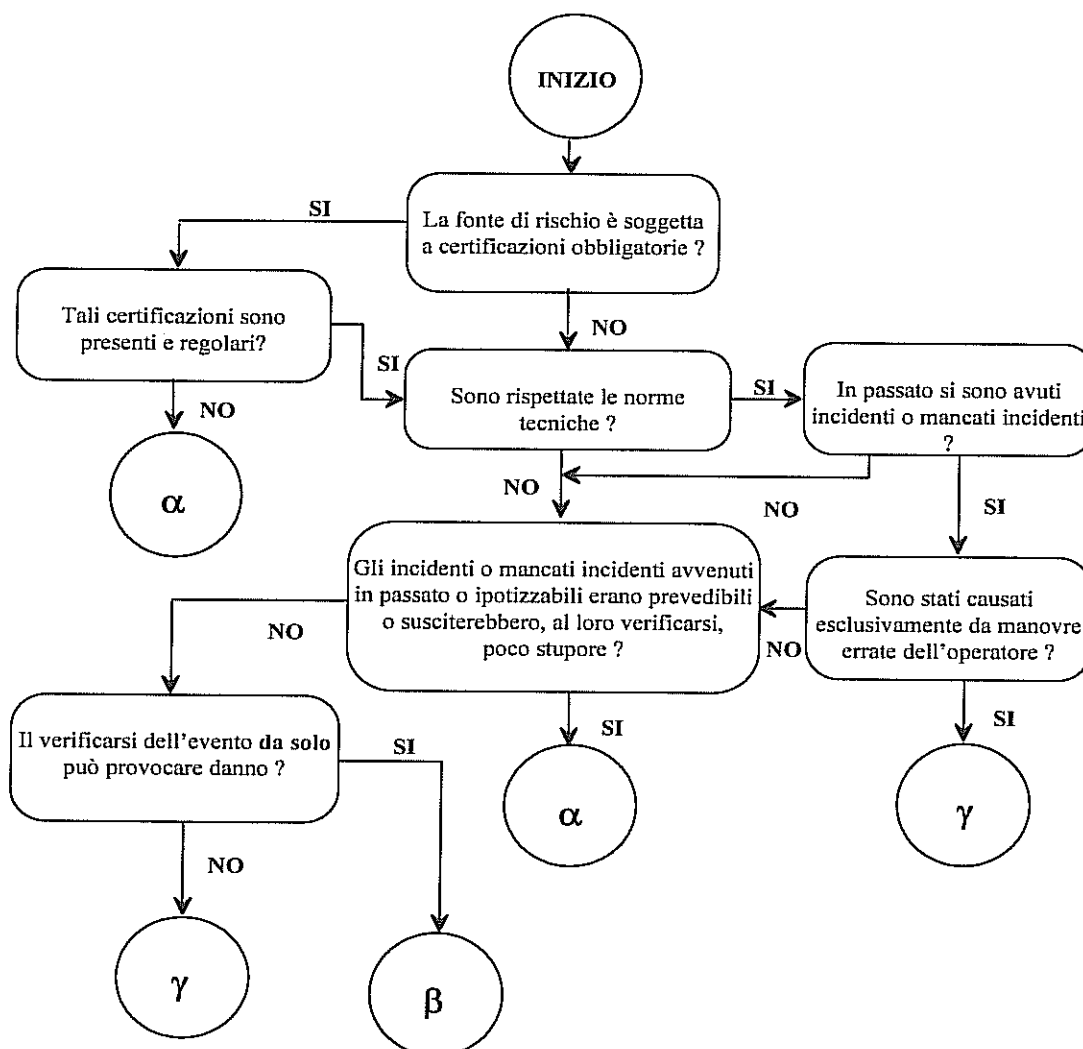 INIZIO
SI
La fonte di rischio è soggetta
a certificazioni obbligatorie ?
Tali certificazioni sono
presenti e regolari?
NO
SI
Sono rispettate le norme
tecniche ?
SI
In passato si sono avuti
incidenti o mancati incidenti
?
NO
α
NO
NO
SI
Gli incidenti o mancati incidenti avvenuti
in passato o ipotizzabili erano prevedibili
o susciterebbero, al loro verificarsi,
poco stupore ?
Sono stati causati
esclusivamente da manovre
errate dell'operatore ?
NO
NO
Il verificarsi dell'evento da solo
può provocare danno ?
SI
SI
SI
α
γ
NO
γ
β